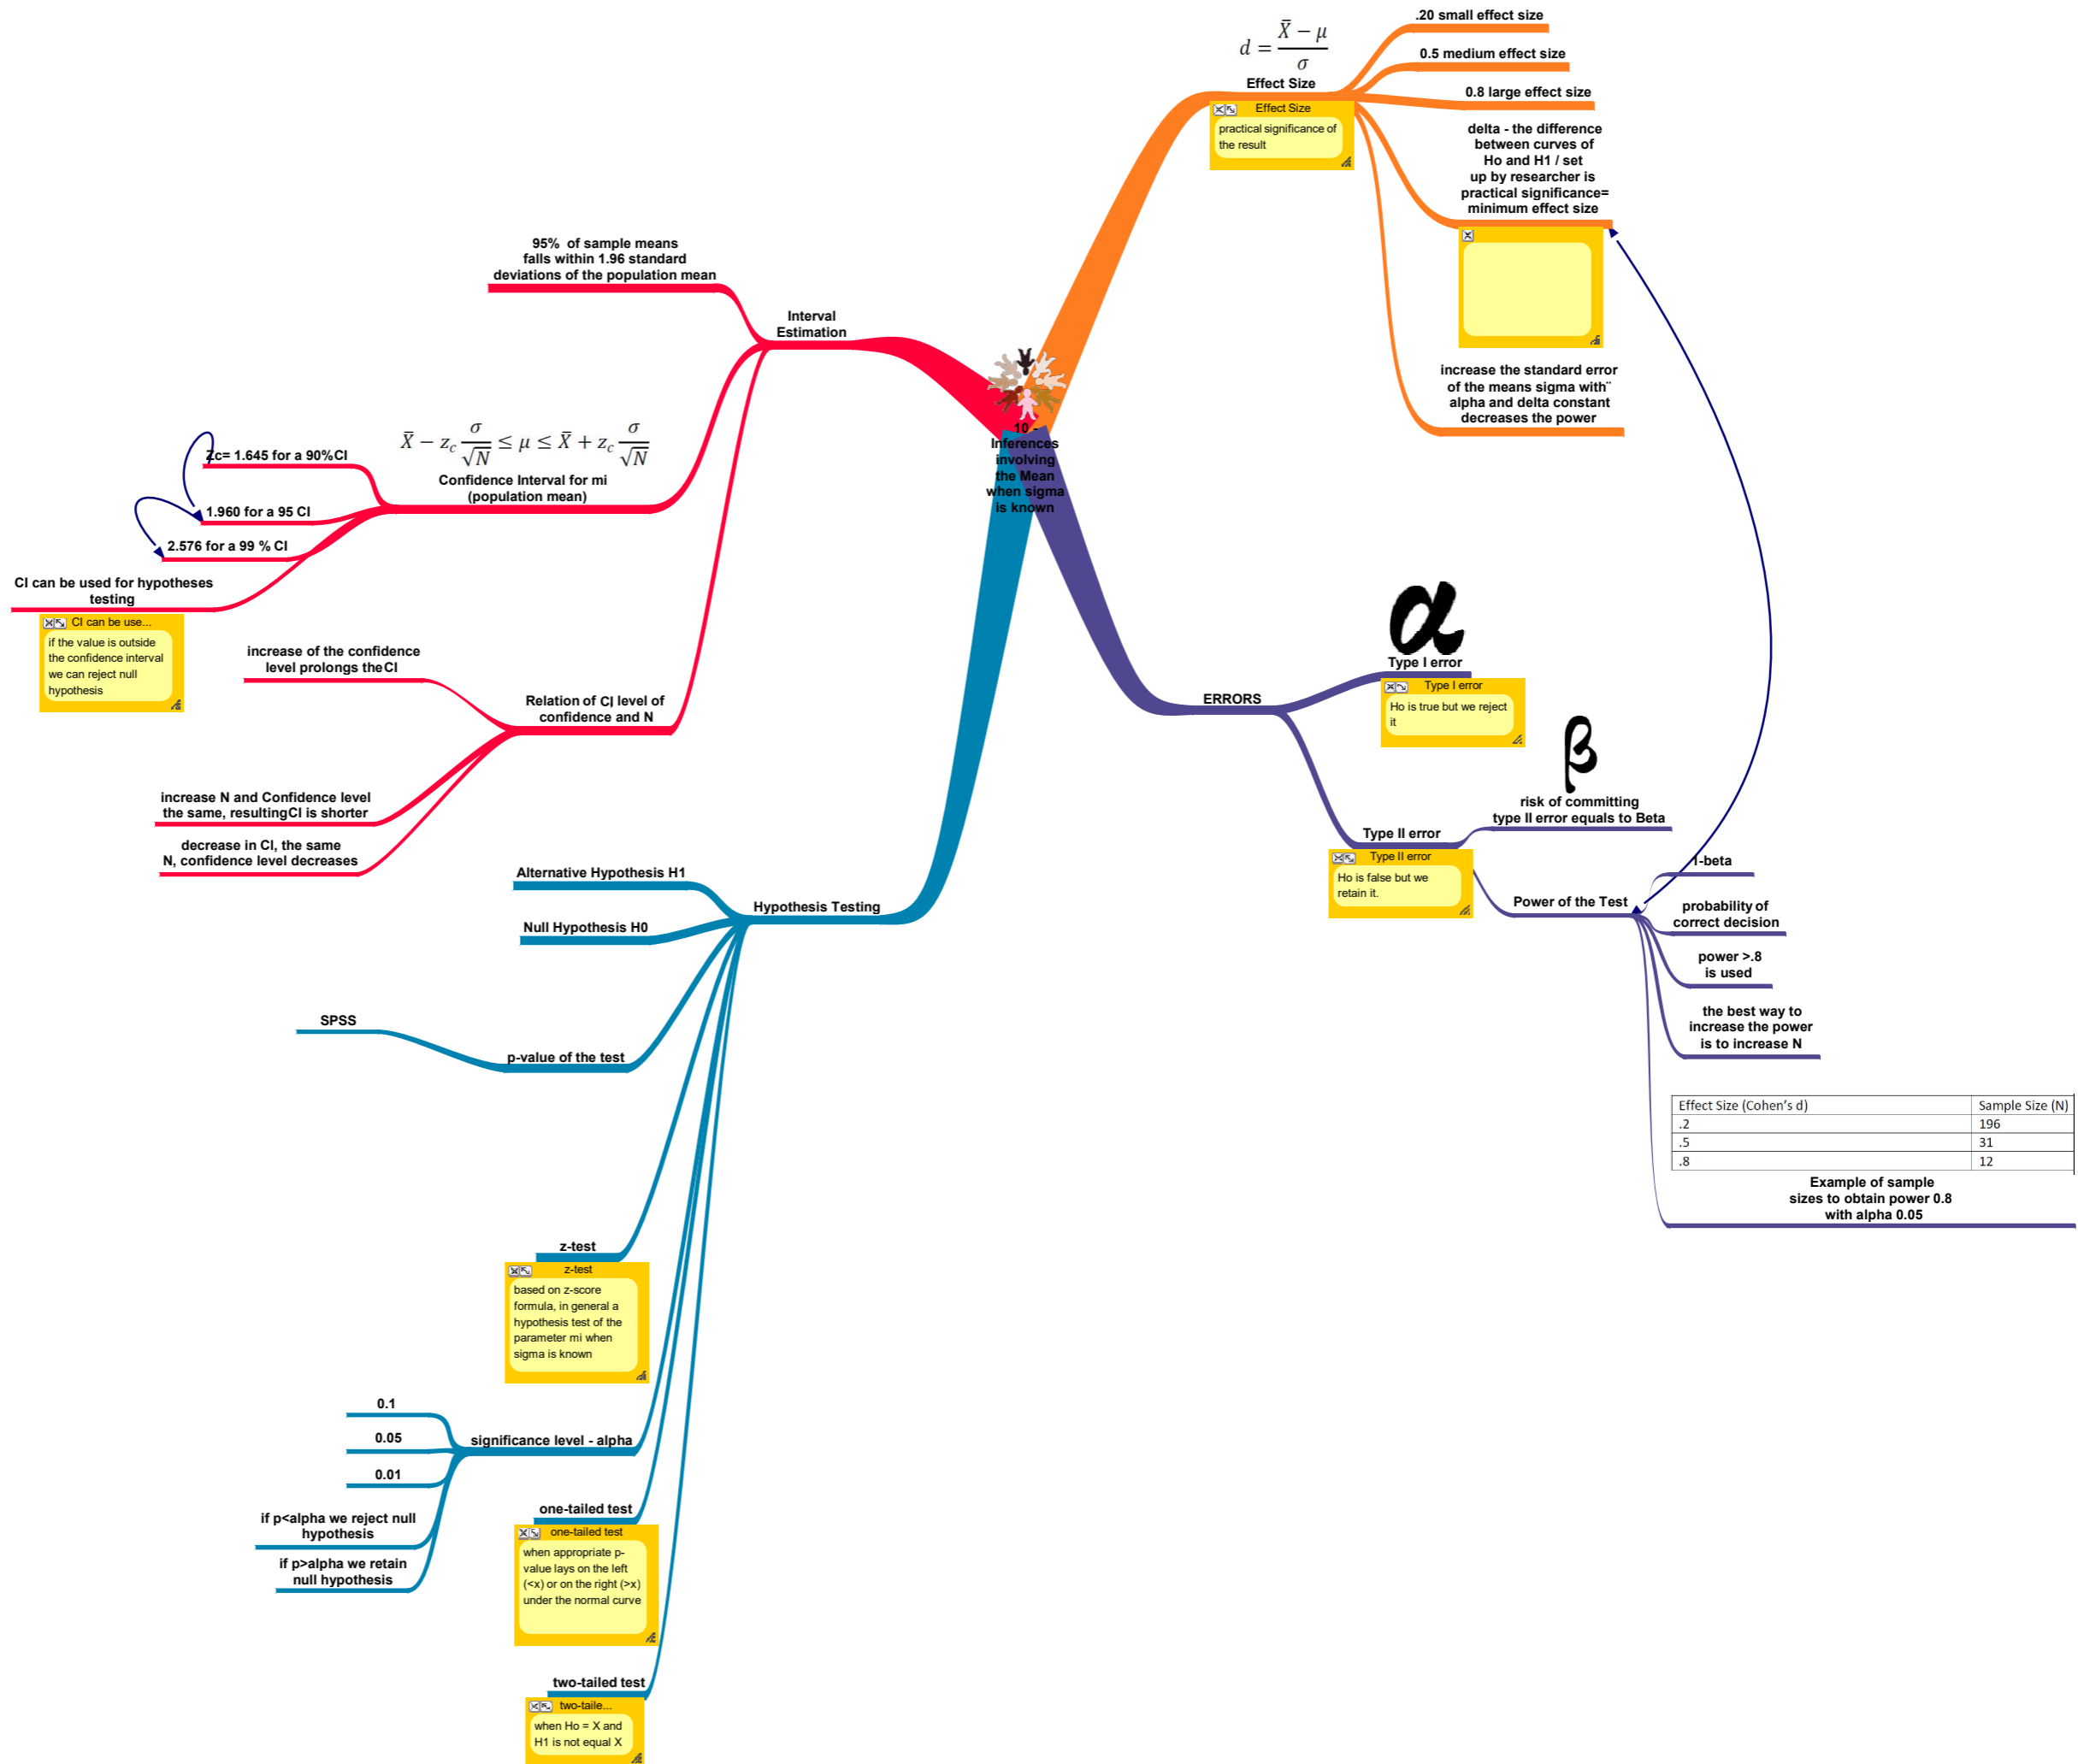 10 -
Inferences
involving
the Mean
when sigma
is known
d = (X̄ − μ) / σ
Effect Size
Effect Size
practical significance of
the result
.20 small effect size
0.5 medium effect size
0.8 large effect size
delta - the difference
between curves of
Ho and H1 / set
up by researcher is
practical significance=
minimum effect size
increase the standard error
of the means sigma with¨
alpha and delta constant
decreases the power
Interval
Estimation
95%  of sample means
falls within 1.96 standard
deviations of the population mean
X̄ − z_c σ/√N ≤ μ ≤ X̄ + z_c σ/√N
Confidence Interval for mi
(population mean)
Zc= 1.645 for a 90%CI
1.960 for a 95 CI
2.576 for a 99 % CI
CI can be used for hypotheses
testing
CI can be use...
if the value is outside
the confidence interval
we can reject null
hypothesis
Relation of CI level of
confidence and N
increase of the confidence
level prolongs the CI
increase N and Confidence level
the same, resulting CI is shorter
decrease in CI, the same
N, confidence level decreases
ERRORS
α
Type I error
Type I error
Ho is true but we reject
it
Type II error
Type II error
Ho is false but we
retain it.
β
risk of committing
type II error equals to Beta
Power of the Test
1-beta
probability of
correct decision
power >.8
is used
the best way to
increase the power
is to increase N
Effect Size (Cohen's d) Sample Size (N)
.2 196
.5 31
.8 12
Example of sample
sizes to obtain power 0.8
with alpha 0.05
Hypothesis Testing
Alternative Hypothesis H1
Null Hypothesis H0
p-value of the test
SPSS
z-test
z-test
based on z-score
formula, in general a
hypothesis test of the
parameter mi when
sigma is known
significance level - alpha
0.1
0.05
0.01
if p<alpha we reject null
hypothesis
if p>alpha we retain
null hypothesis
one-tailed test
one-tailed test
when appropriate p-
value lays on the left
(<x) or on the right (>x)
under the normal curve
two-tailed test
two-taile...
when Ho = X and
H1 is not equal X